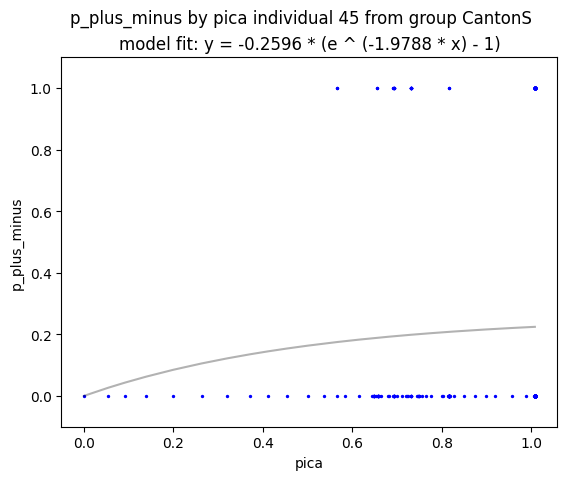 p_plus_minus by pica individual 45 from group CantonS
model fit: y = -0.2596 * (e ^ (-1.9788 * x) - 1)
1.0
0.8
0.6
0.4
0.2
0.0
p_plus_minus
0.0 0.2 0.4 0.6 0.8 1.0
pica